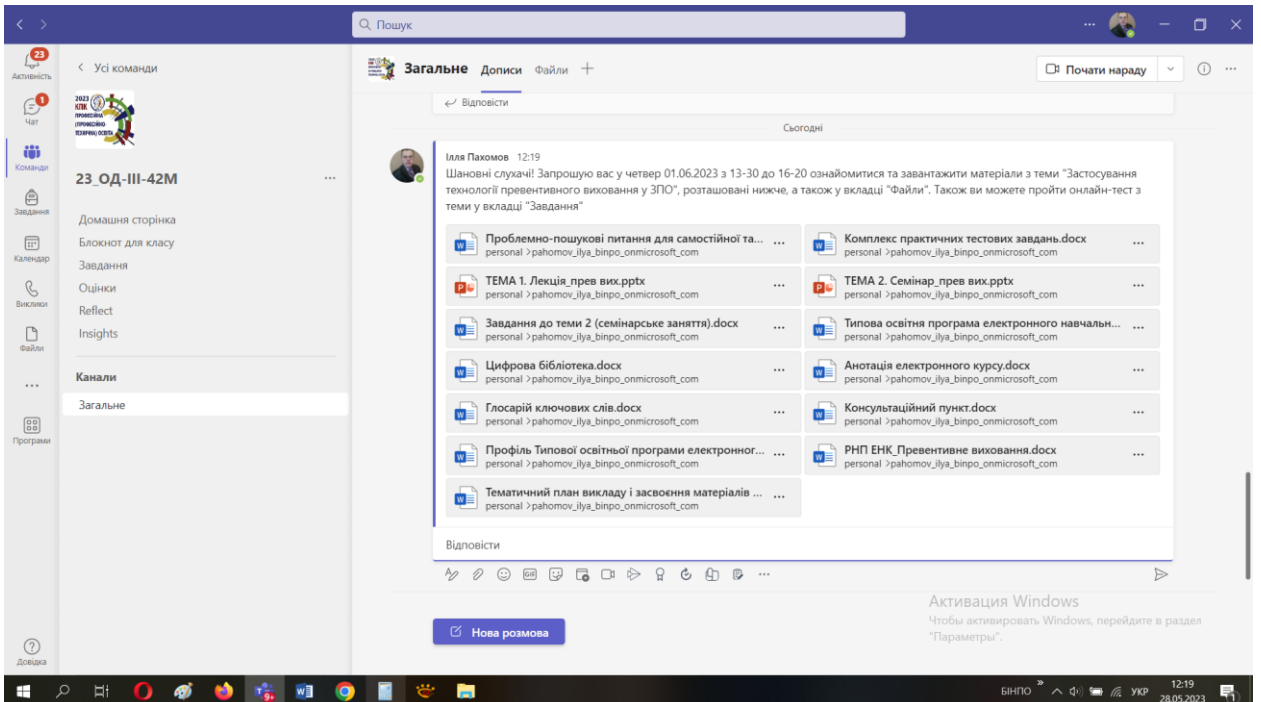 Пошук
23
Активність
1
Чат
Команди
Завдання
Календар
Виклики
Файли
Програми
Довідка
Усі команди
2023
КПК
ПРОФЕСІЙНА
(ПРОФЕСІЙНО-
ТЕХНІЧНА) ОСВІТА
23_ОД-ІІІ-42М
Домашня сторінка
Блокнот для класу
Завдання
Оцінки
Reflect
Insights
Канали
Загальне
Загальне Дописи Файли
Почати нараду
Відповісти
Сьогодні
Ілля Пахомов 12:19
Шановні слухачі! Запрошую вас у четвер 01.06.2023 з 13-30 до 16-20 ознайомитися та завантажити матеріали з теми "Застосування
технології превентивного виховання у ЗПО", розташовані нижче, а також у вкладці "Файли". Також ви можете пройти онлайн-тест з
теми у вкладці "Завдання"
Проблемно-пошукові питання для самостійної та...
personal >pahomov_ilya_binpo_onmicrosoft_com
Комплекс практичних тестових завдань.docx
personal >pahomov_ilya_binpo_onmicrosoft_com
ТЕМА 1. Лекція_прев вих.pptx
personal >pahomov_ilya_binpo_onmicrosoft_com
ТЕМА 2. Семінар_прев вих.pptx
personal >pahomov_ilya_binpo_onmicrosoft_com
Завдання до теми 2 (семінарське заняття).docx
personal >pahomov_ilya_binpo_onmicrosoft_com
Типова освітня програма електронного навчальн...
personal >pahomov_ilya_binpo_onmicrosoft_com
Цифрова бібліотека.docx
personal >pahomov_ilya_binpo_onmicrosoft_com
Анотація електронного курсу.docx
personal >pahomov_ilya_binpo_onmicrosoft_com
Глосарій ключових слів.docx
personal >pahomov_ilya_binpo_onmicrosoft_com
Консультаційний пункт.docx
personal >pahomov_ilya_binpo_onmicrosoft_com
Профіль Типової освітньої програми електронног...
personal >pahomov_ilya_binpo_onmicrosoft_com
РНП ЕНК_Превентивне виховання.docx
personal >pahomov_ilya_binpo_onmicrosoft_com
Тематичний план викладу і засвоєння матеріалів ...
personal >pahomov_ilya_binpo_onmicrosoft_com
Відповісти
GIF
Нова розмова
Активация Windows
Чтобы активировать Windows, перейдите в раздел
"Параметры".
БІНПО
УКР
12:19
28.05.2023